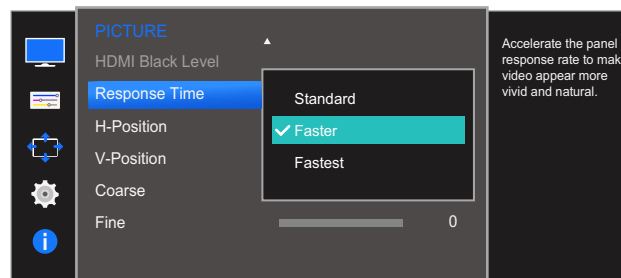 PICTURE
HDMI Black Level
Response Time
H-Position
V-Position
Coarse
Fine
0
Standard
Faster
Fastest
Accelerate the panel
response rate to mak
video appear more
vivid and natural.